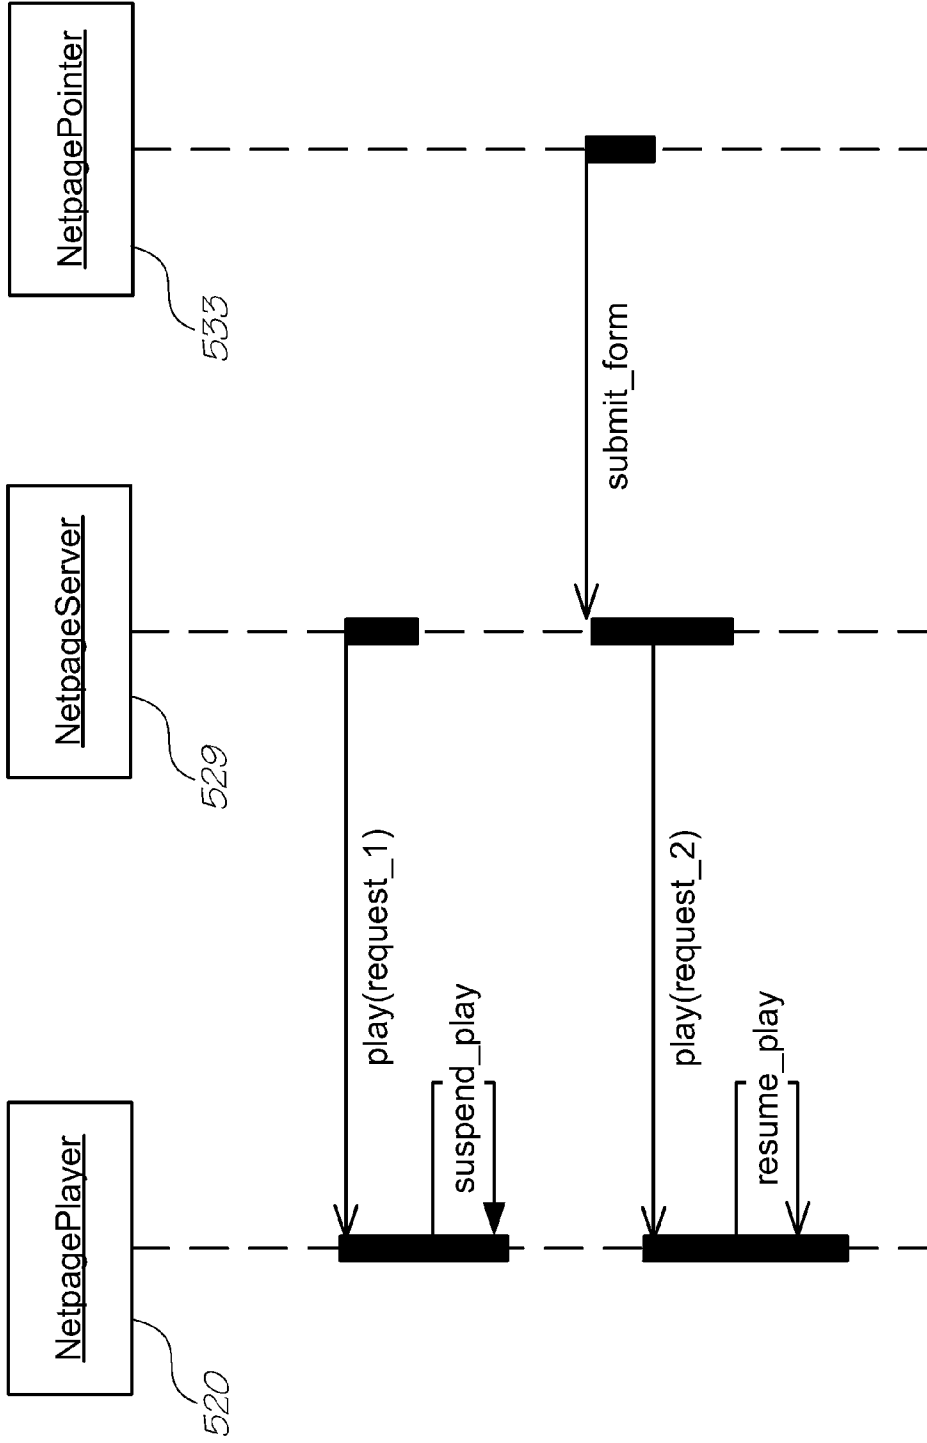 NetpagePlayer
520
NetpageServer
529
NetpagePointer
533
play(request_1)
suspend_play
submit_form
play(request_2)
resume_play